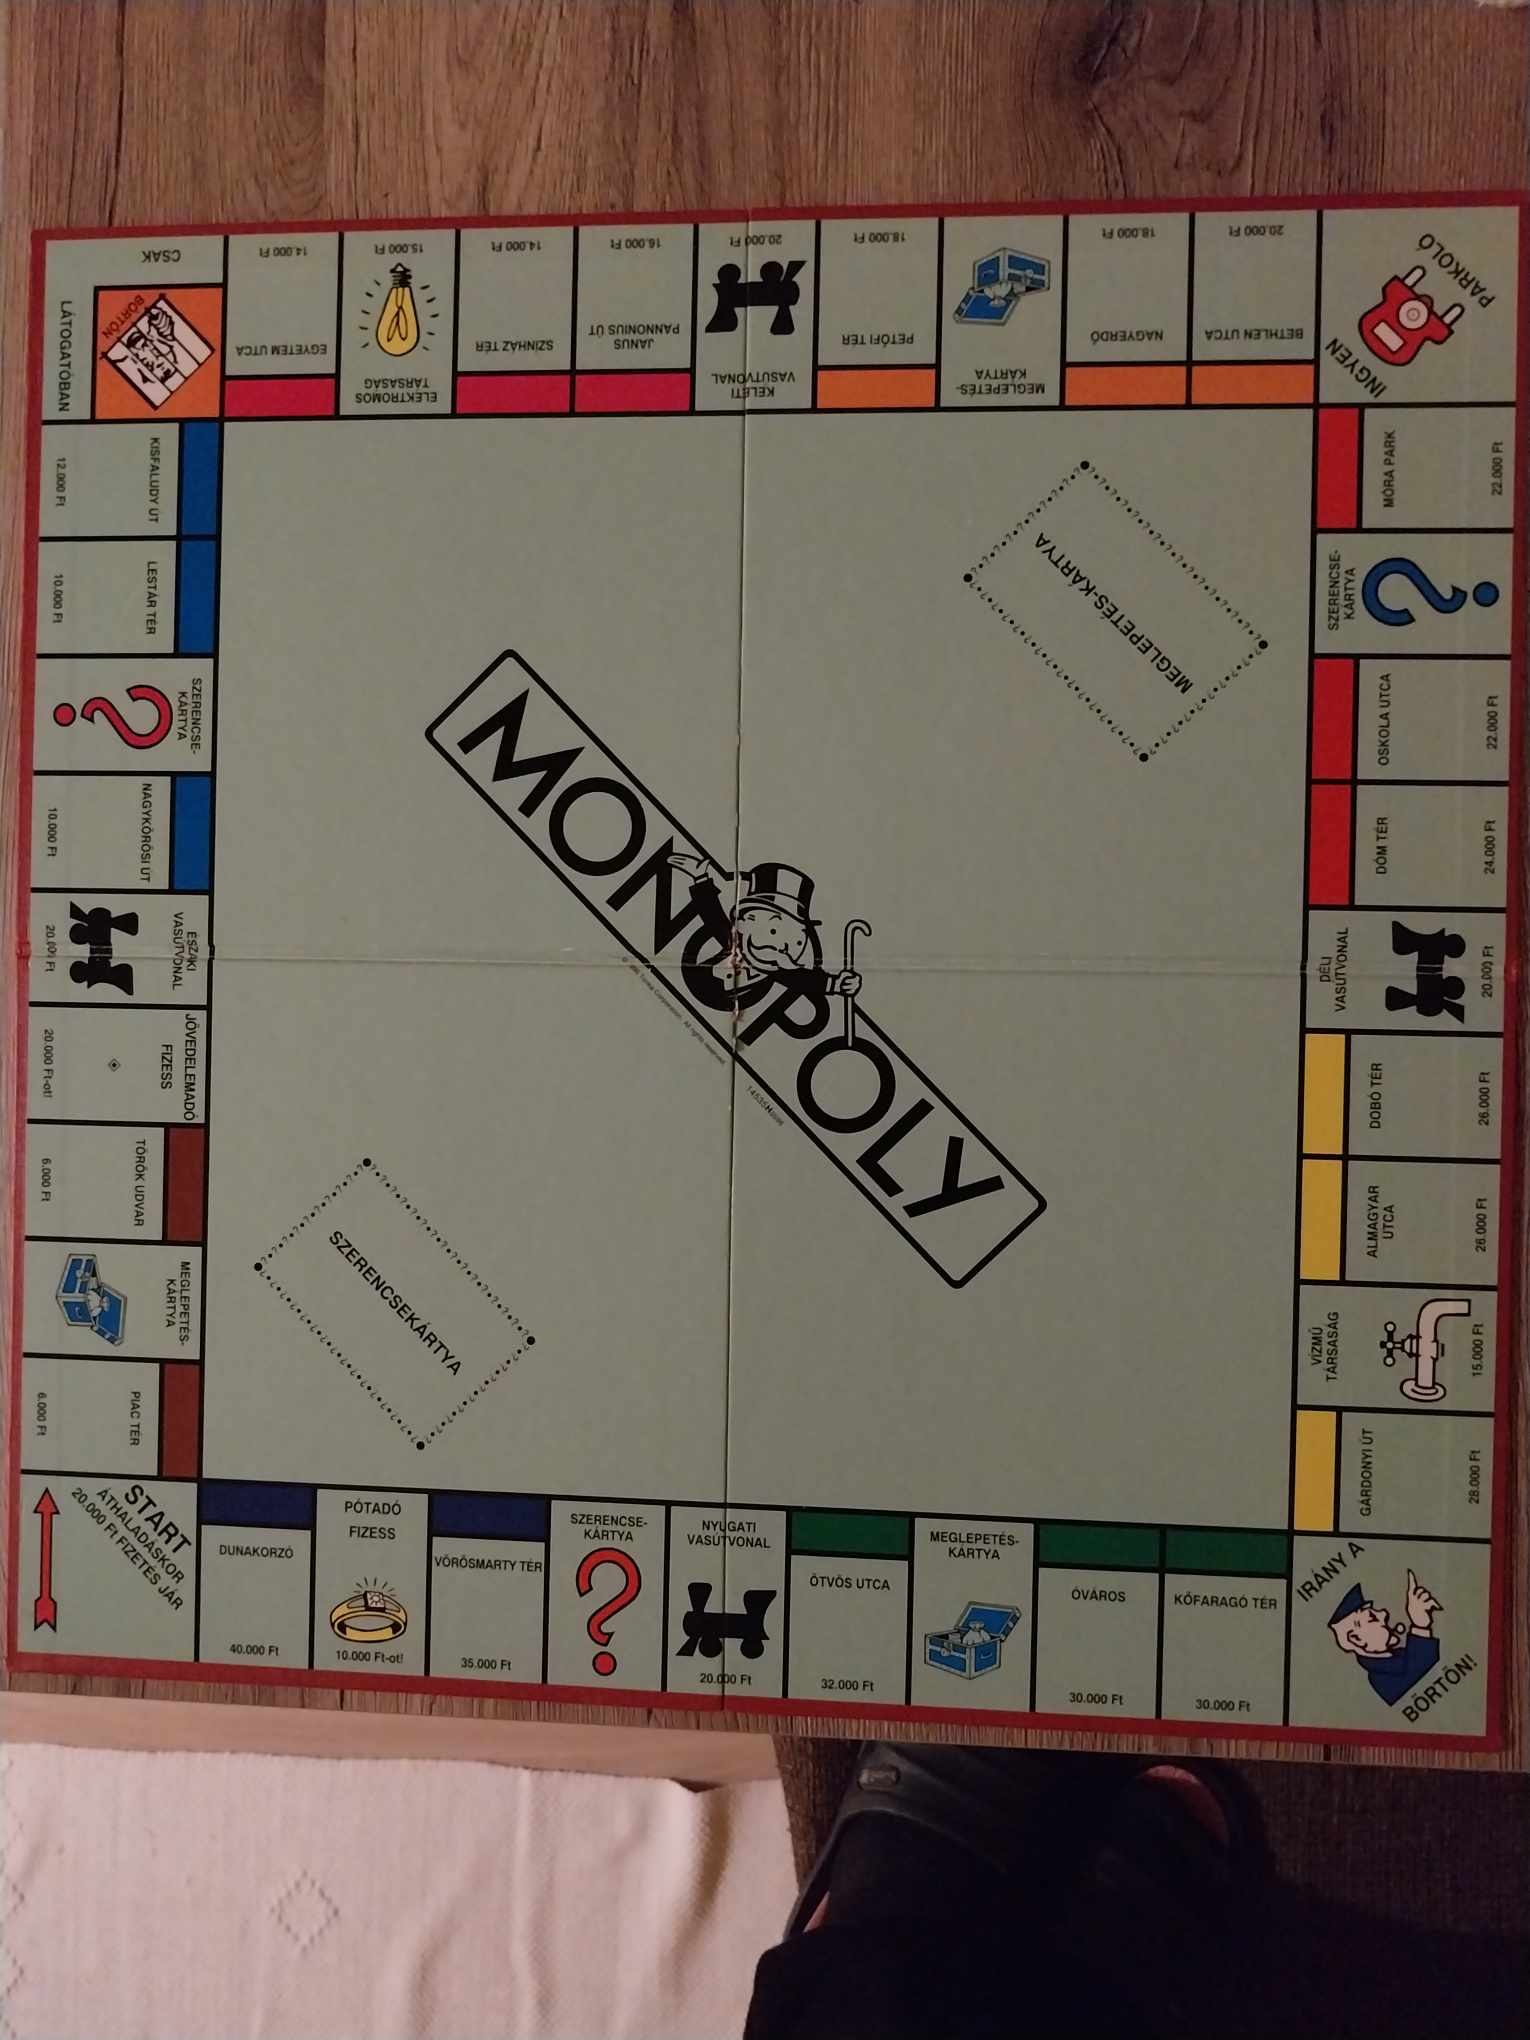 START
ÁTHALADÁSKOR
20.000 Ft FIZETÉS JÁR
PIAC TÉR
6.000 Ft
MEGLEPETÉS-
KÁRTYA
TÖRÖK UDVAR
6.000 Ft
JÖVEDELEMADÓ
FIZESS
20.000 Ft-ot!
ÉSZAKI
VASÚTVONAL
20.000 Ft
NAGYKŐRÖSI ÚT
10.000 Ft
SZERENCSE-
KÁRTYA
LESTÁR TÉR
10.000 Ft
KISFALUDY ÚT
12.000 Ft
BÖRTÖN
CSAK
LÁTOGATÓBAN
EGYETEM UTCA
14.000 Ft
ELEKTROMOS
TÁRSASÁG
15.000 Ft
SZÍNHÁZ TÉR
14.000 Ft
JANUS
PANNONIUS ÚT
16.000 Ft
KELETI
VASÚTVONAL
20.000 Ft
PETŐFI TÉR
18.000 Ft
MEGLEPETÉS-
KÁRTYA
NAGYERDŐ
18.000 Ft
BETHLEN UTCA
20.000 Ft
INGYEN
PARKOLÓ
MÓRA PARK
22.000 Ft
SZERENCSE-
KÁRTYA
OSKOLA UTCA
22.000 Ft
DÓM TÉR
24.000 Ft
DÉLI
VASÚTVONAL
20.000 Ft
DOBÓ TÉR
26.000 Ft
ALMAGYAR
UTCA
26.000 Ft
VÍZMŰ
TÁRSASÁG
15.000 Ft
GÁRDONYI ÚT
28.000 Ft
IRÁNY A
BÖRTÖN!
KŐFARAGÓ TÉR
30.000 Ft
ÓVÁROS
30.000 Ft
MEGLEPETÉS-
KÁRTYA
ÖTVÖS UTCA
32.000 Ft
NYUGATI
VASÚTVONAL
20.000 Ft
SZERENCSE-
KÁRTYA
VÖRÖSMARTY TÉR
35.000 Ft
PÓTADÓ
FIZESS
10.000 Ft-ot!
DUNAKORZÓ
40.000 Ft
MEGLEPETÉS-KÁRTYA
MONOPOLY
Tonka Corporation. All rights reserved.
SZERENCSEKÁRTYA